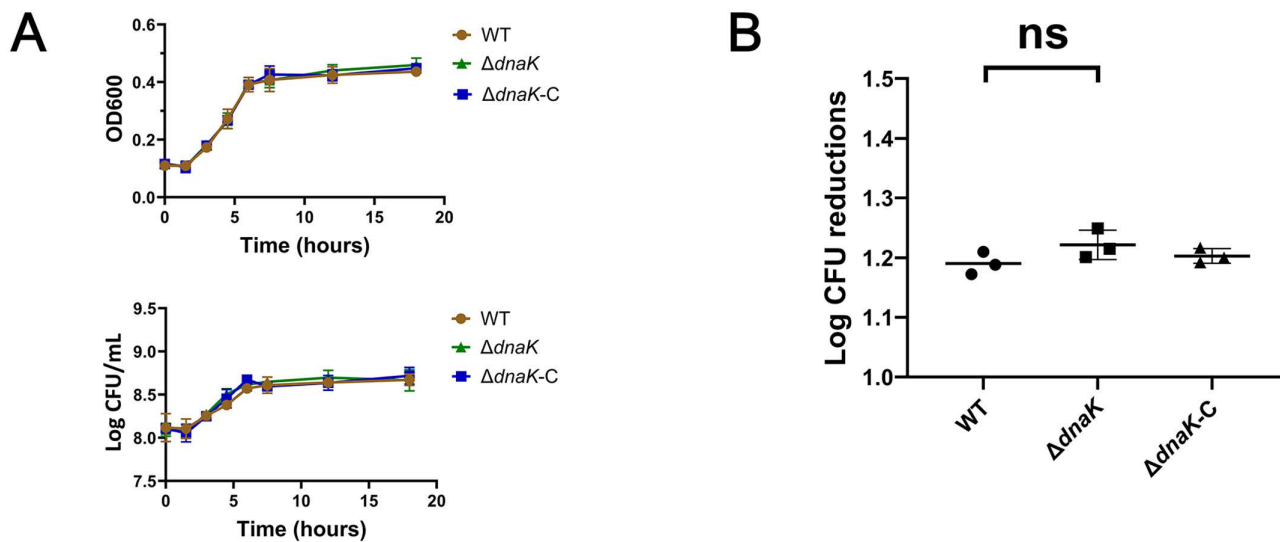 A
OD600
0.6
0.4
0.2
0.0
0 5 10 15 20
Time (hours)
WT
ΔdnaK
ΔdnaK-C
Log CFU/mL
9.5
9.0
8.5
8.0
7.5
0 5 10 15 20
Time (hours)
WT
ΔdnaK
ΔdnaK-C
B
ns
Log CFU reductions
1.5
1.4
1.3
1.2
1.1
1.0
WT
ΔdnaK
ΔdnaK-C